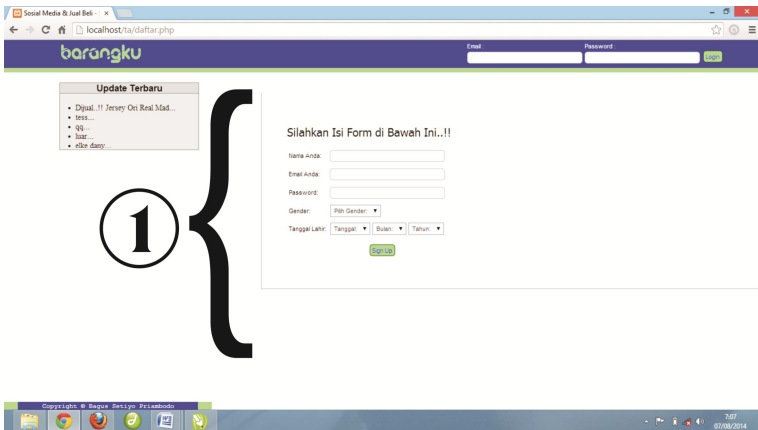 Sosial Media & Jual Beli -
localhost/ta/daftar.php
barangku
Email:
Password
Login
Update Terbaru
Dijual..!! Jersey Ori Real Mad...
tess...
qq...
luar...
elke dany...
1
Silahkan Isi Form di Bawah Ini..!!
Nama Anda:
Email Anda:
Password:
Gender: Pilih Gender:
Tanggal Lahir: Tanggal: Bulan: Tahun:
Sign Up
Copyright @ Bagus Setiyo Priambodo
7:07
07/08/2014